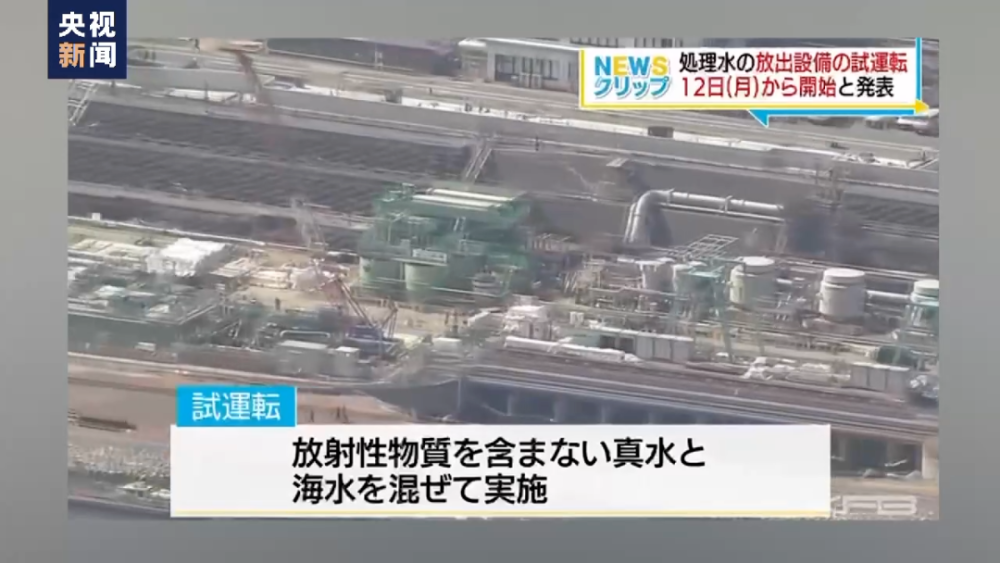 央视
新闻
NEWS
クリップ
処理水の放出設備の試運転
12日(月)から開始と発表
試運転
放射性物質を含まない真水と
海水を混ぜて実施